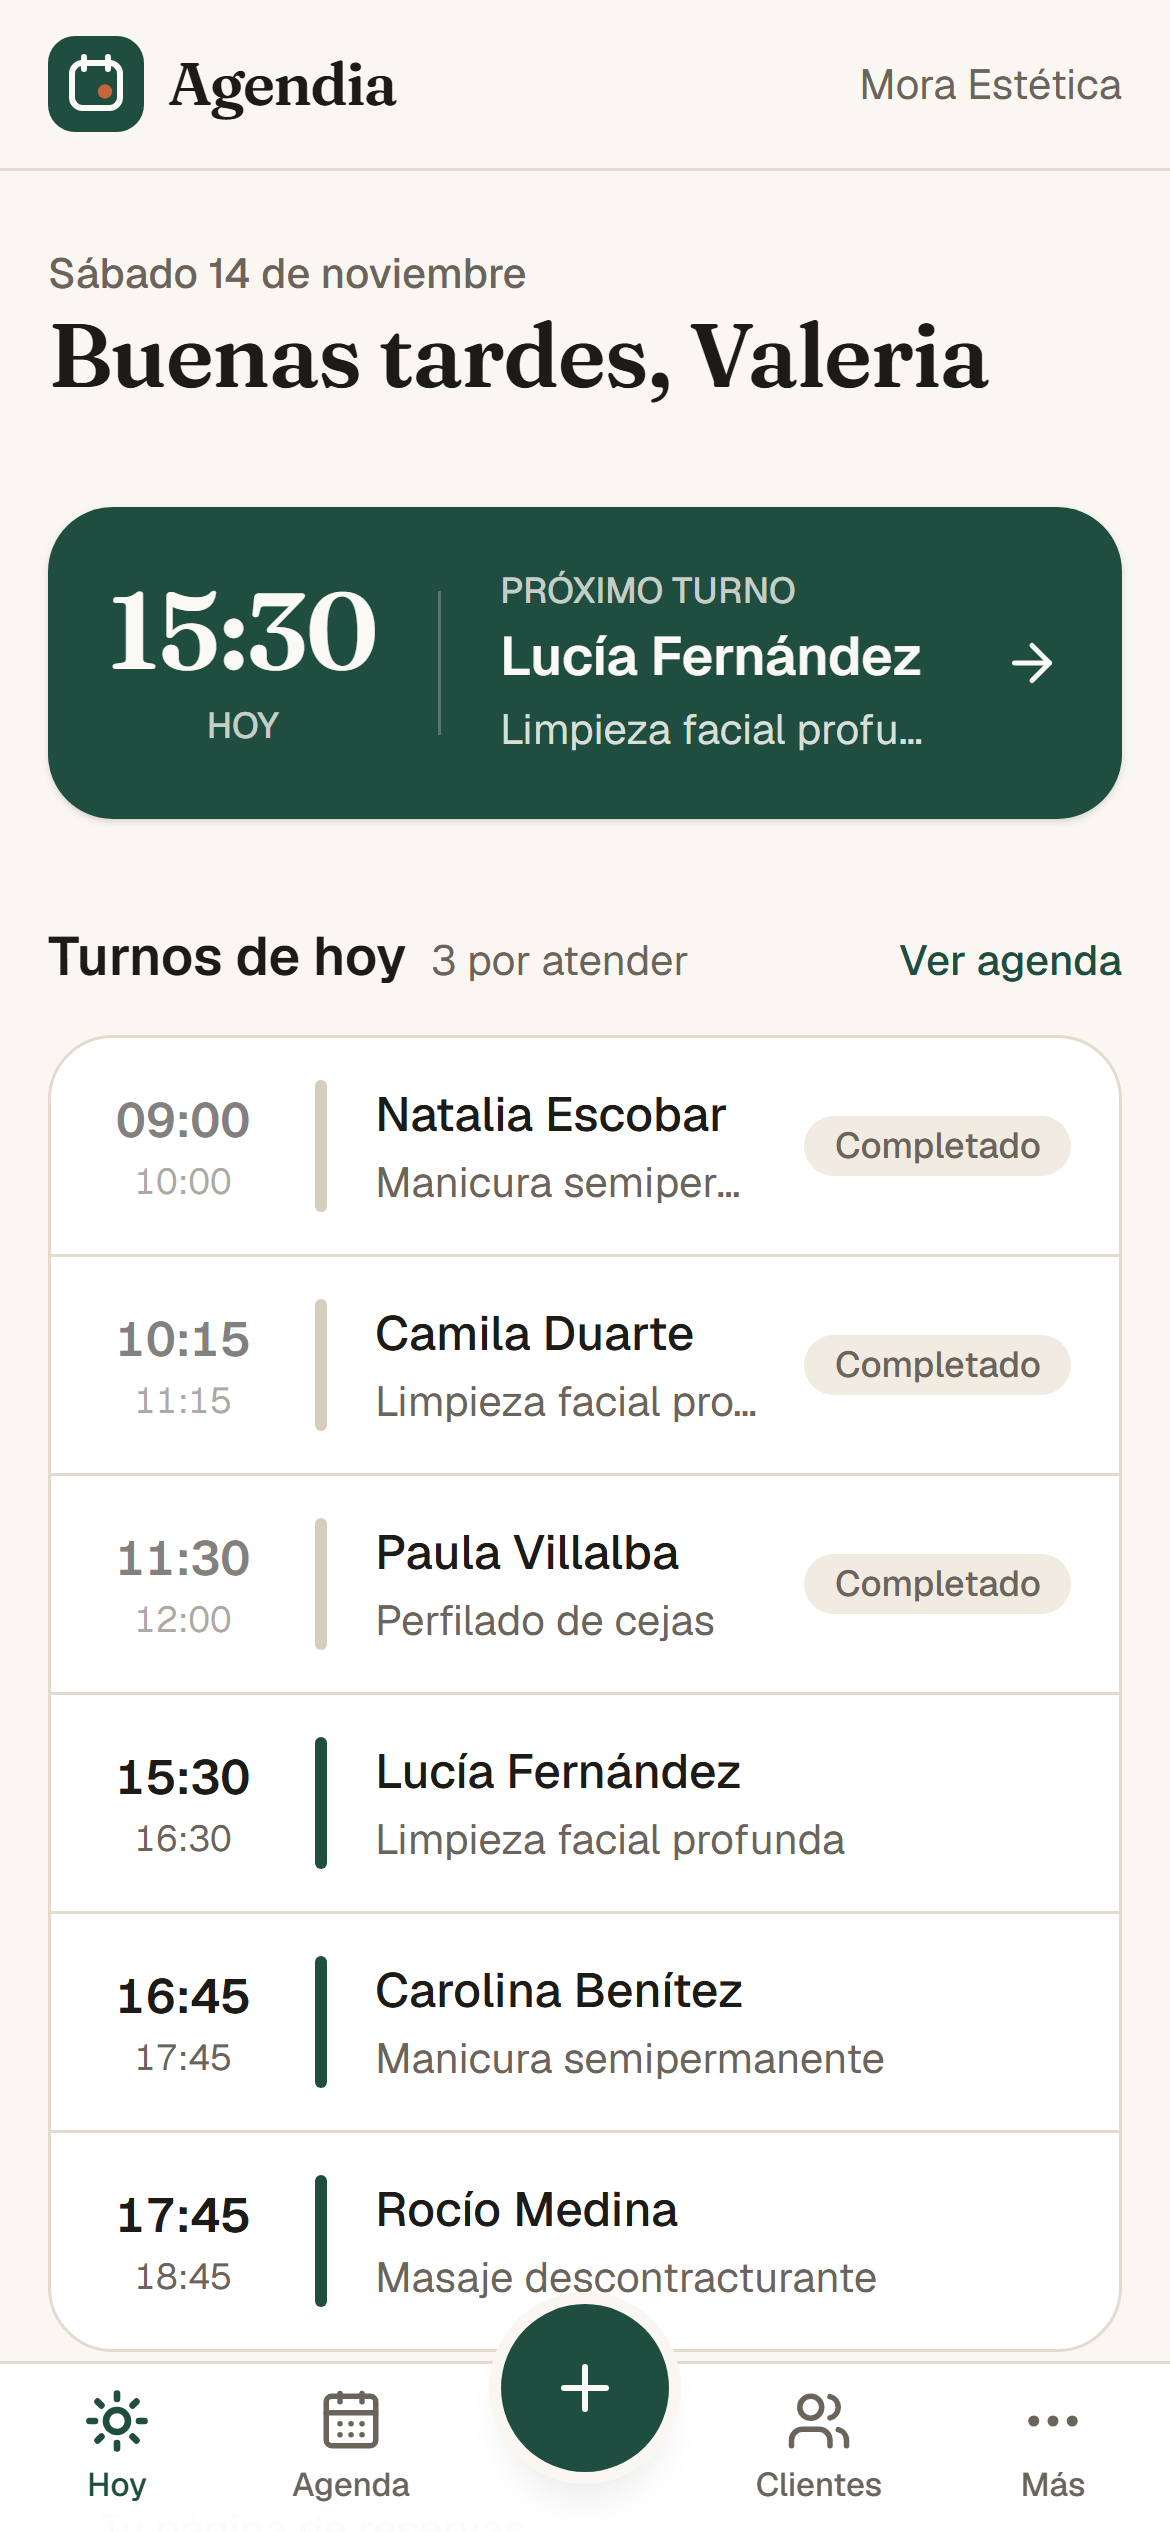 Agendia
Mora Estética
Sábado 14 de noviembre
Buenas tardes, Valeria
15:30
HOY
PRÓXIMO TURNO
Lucía Fernández
Limpieza facial profu...
Turnos de hoy 3 por atender
Ver agenda
09:00
10:00
Natalia Escobar
Manicura semiper...
Completado
10:15
11:15
Camila Duarte
Limpieza facial pro...
Completado
11:30
12:00
Paula Villalba
Perfilado de cejas
Completado
15:30
16:30
Lucía Fernández
Limpieza facial profunda
16:45
17:45
Carolina Benítez
Manicura semipermanente
17:45
18:45
Rocío Medina
Masaje descontracturante
Hoy
Agenda
Clientes
Más
Tu página de reservas